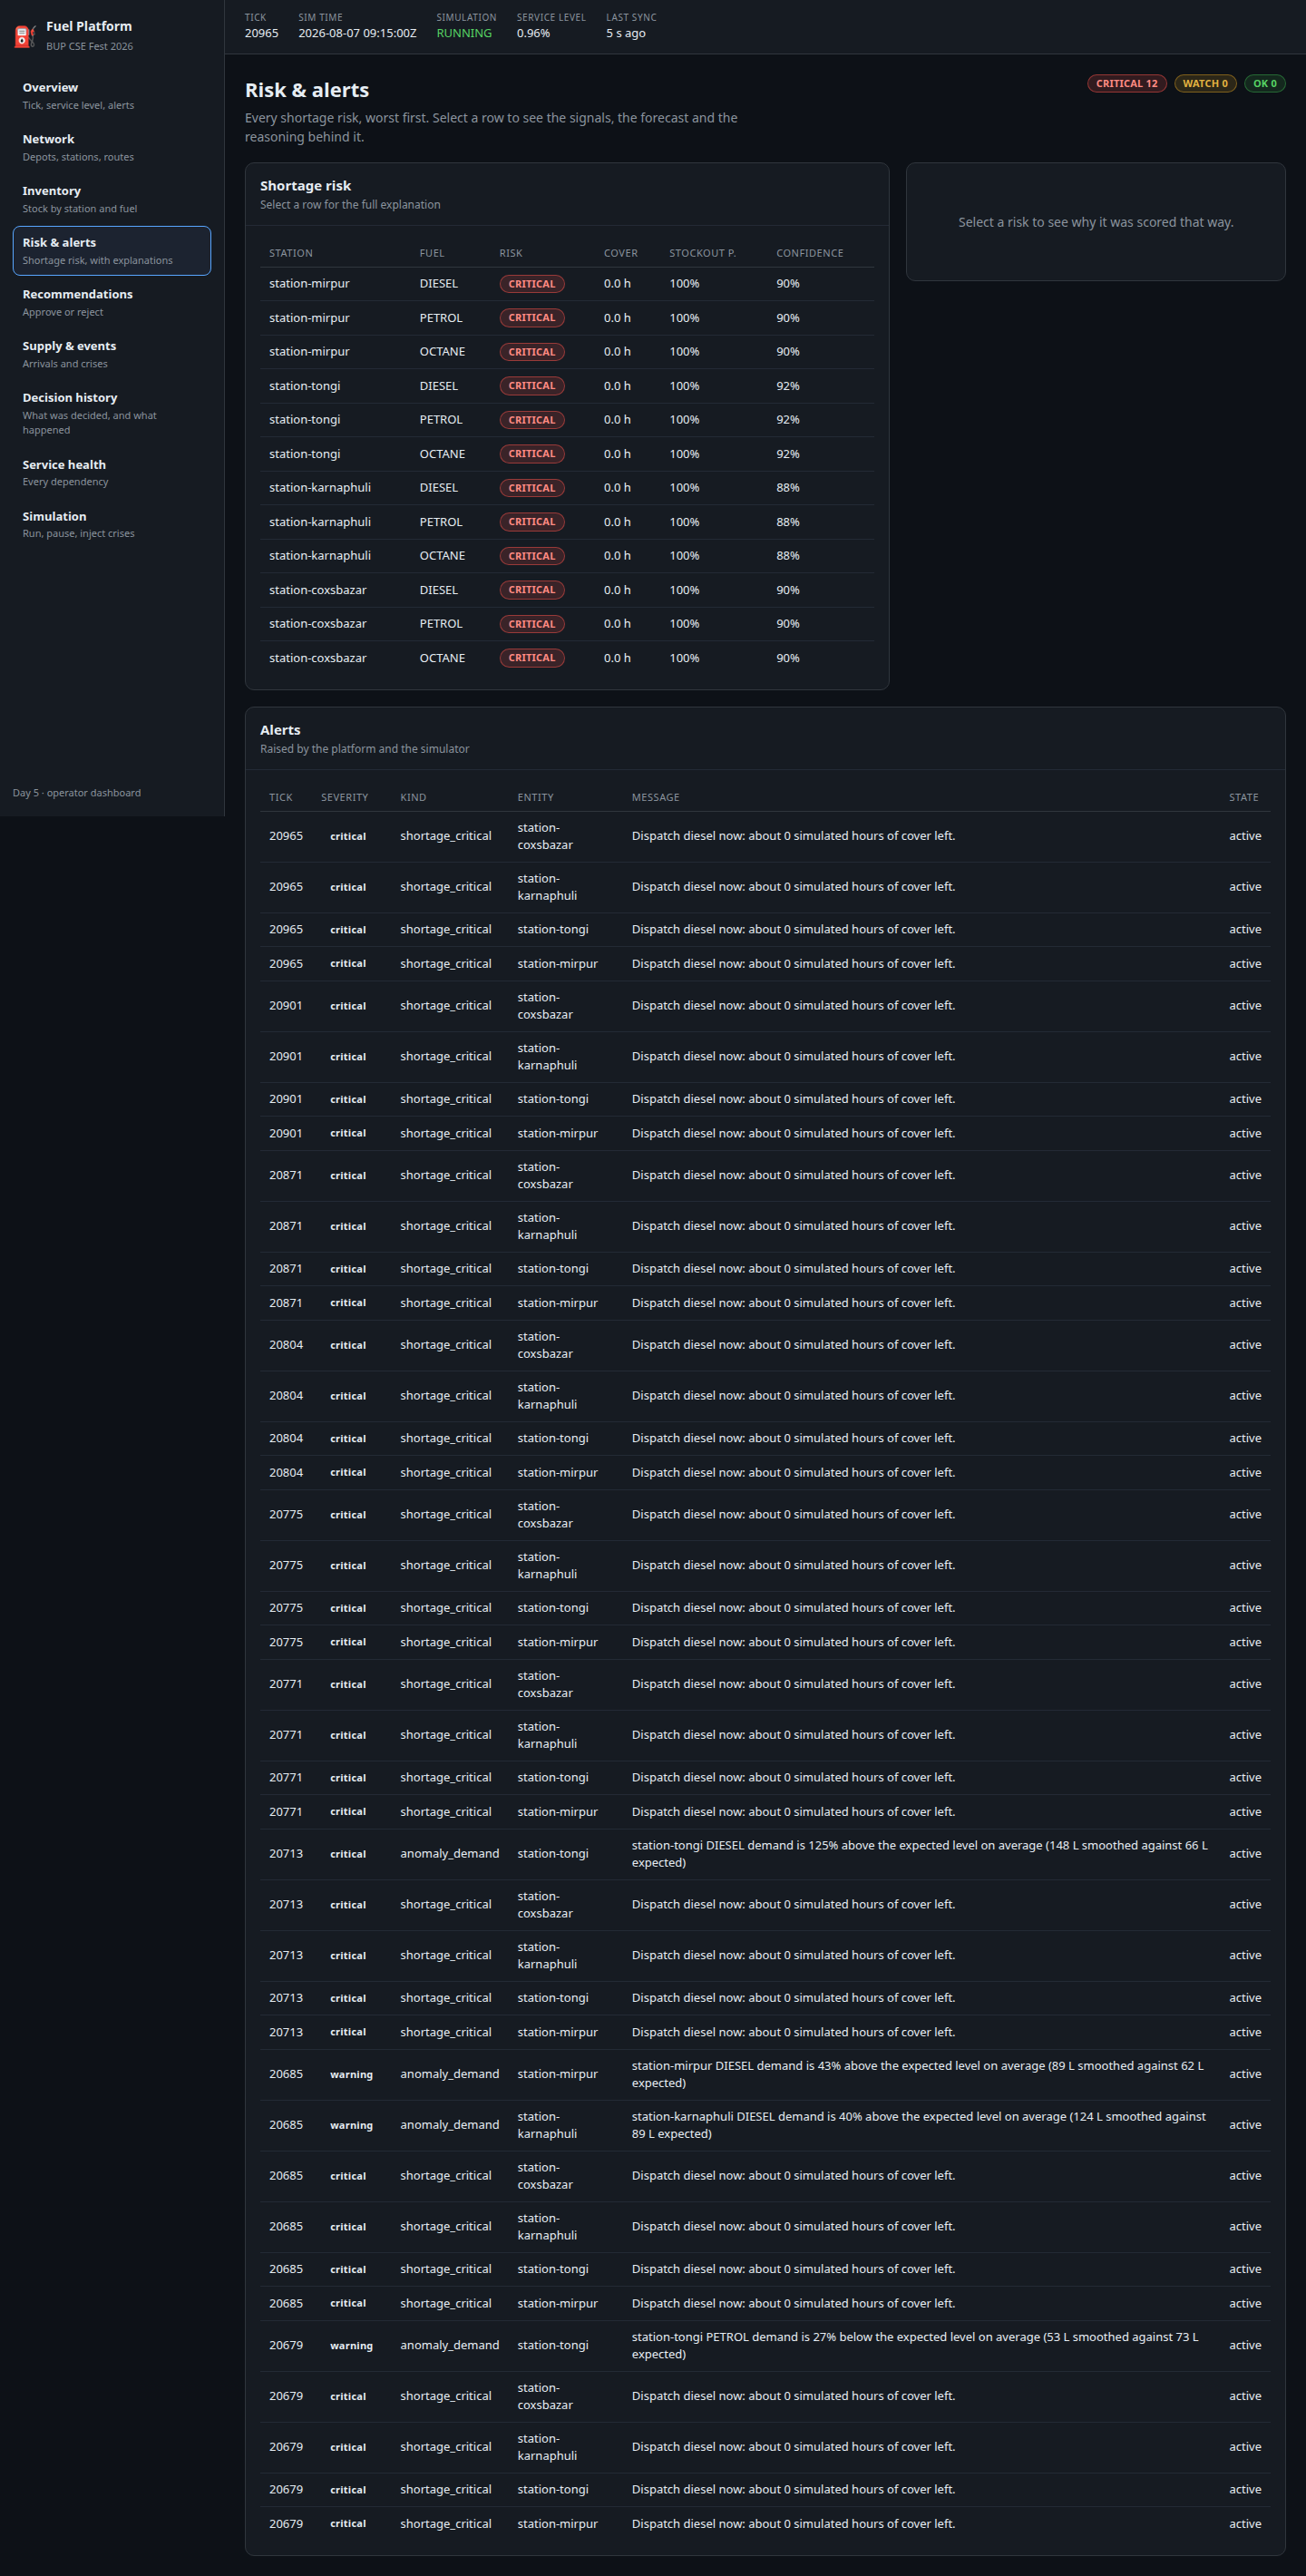 Fuel Platform
BUP CSE Fest 2026
Overview
Tick, service level, alerts
Network
Depots, stations, routes
Inventory
Stock by station and fuel
Risk & alerts
Shortage risk, with explanations
Recommendations
Approve or reject
Supply & events
Arrivals and crises
Decision history
What was decided, and what
happened
Service health
Every dependency
Simulation
Run, pause, inject crises
Day 5 · operator dashboard
TICK SIM TIME SIMULATION SERVICE LEVEL LAST SYNC
20965 2026-08-07 09:15:00Z RUNNING 0.96% 5 s ago
Risk & alerts
CRITICAL 12 WATCH 0 OK 0
Every shortage risk, worst first. Select a row to see the signals, the forecast and the
reasoning behind it.
Shortage risk
Select a row for the full explanation
STATION FUEL RISK COVER STOCKOUT P. CONFIDENCE
station-mirpur DIESEL CRITICAL 0.0 h 100% 90%
station-mirpur PETROL CRITICAL 0.0 h 100% 90%
station-mirpur OCTANE CRITICAL 0.0 h 100% 90%
station-tongi DIESEL CRITICAL 0.0 h 100% 92%
station-tongi PETROL CRITICAL 0.0 h 100% 92%
station-tongi OCTANE CRITICAL 0.0 h 100% 92%
station-karnaphuli DIESEL CRITICAL 0.0 h 100% 88%
station-karnaphuli PETROL CRITICAL 0.0 h 100% 88%
station-karnaphuli OCTANE CRITICAL 0.0 h 100% 88%
station-coxsbazar DIESEL CRITICAL 0.0 h 100% 90%
station-coxsbazar PETROL CRITICAL 0.0 h 100% 90%
station-coxsbazar OCTANE CRITICAL 0.0 h 100% 90%
Select a risk to see why it was scored that way.
Alerts
Raised by the platform and the simulator
TICK SEVERITY KIND ENTITY MESSAGE STATE
20965 critical shortage_critical station-coxsbazar Dispatch diesel now: about 0 simulated hours of cover left. active
20965 critical shortage_critical station-karnaphuli Dispatch diesel now: about 0 simulated hours of cover left. active
20965 critical shortage_critical station-tongi Dispatch diesel now: about 0 simulated hours of cover left. active
20965 critical shortage_critical station-mirpur Dispatch diesel now: about 0 simulated hours of cover left. active
20901 critical shortage_critical station-coxsbazar Dispatch diesel now: about 0 simulated hours of cover left. active
20901 critical shortage_critical station-karnaphuli Dispatch diesel now: about 0 simulated hours of cover left. active
20901 critical shortage_critical station-tongi Dispatch diesel now: about 0 simulated hours of cover left. active
20901 critical shortage_critical station-mirpur Dispatch diesel now: about 0 simulated hours of cover left. active
20871 critical shortage_critical station-coxsbazar Dispatch diesel now: about 0 simulated hours of cover left. active
20871 critical shortage_critical station-karnaphuli Dispatch diesel now: about 0 simulated hours of cover left. active
20871 critical shortage_critical station-tongi Dispatch diesel now: about 0 simulated hours of cover left. active
20871 critical shortage_critical station-mirpur Dispatch diesel now: about 0 simulated hours of cover left. active
20804 critical shortage_critical station-coxsbazar Dispatch diesel now: about 0 simulated hours of cover left. active
20804 critical shortage_critical station-karnaphuli Dispatch diesel now: about 0 simulated hours of cover left. active
20804 critical shortage_critical station-tongi Dispatch diesel now: about 0 simulated hours of cover left. active
20804 critical shortage_critical station-mirpur Dispatch diesel now: about 0 simulated hours of cover left. active
20775 critical shortage_critical station-coxsbazar Dispatch diesel now: about 0 simulated hours of cover left. active
20775 critical shortage_critical station-karnaphuli Dispatch diesel now: about 0 simulated hours of cover left. active
20775 critical shortage_critical station-tongi Dispatch diesel now: about 0 simulated hours of cover left. active
20775 critical shortage_critical station-mirpur Dispatch diesel now: about 0 simulated hours of cover left. active
20771 critical shortage_critical station-coxsbazar Dispatch diesel now: about 0 simulated hours of cover left. active
20771 critical shortage_critical station-karnaphuli Dispatch diesel now: about 0 simulated hours of cover left. active
20771 critical shortage_critical station-tongi Dispatch diesel now: about 0 simulated hours of cover left. active
20771 critical shortage_critical station-mirpur Dispatch diesel now: about 0 simulated hours of cover left. active
20713 critical anomaly_demand station-tongi station-tongi DIESEL demand is 125% above the expected level on average (148 L smoothed against 66 L expected) active
20713 critical shortage_critical station-coxsbazar Dispatch diesel now: about 0 simulated hours of cover left. active
20713 critical shortage_critical station-karnaphuli Dispatch diesel now: about 0 simulated hours of cover left. active
20713 critical shortage_critical station-tongi Dispatch diesel now: about 0 simulated hours of cover left. active
20713 critical shortage_critical station-mirpur Dispatch diesel now: about 0 simulated hours of cover left. active
20685 warning anomaly_demand station-mirpur station-mirpur DIESEL demand is 43% above the expected level on average (89 L smoothed against 62 L expected) active
20685 warning anomaly_demand station-karnaphuli station-karnaphuli DIESEL demand is 40% above the expected level on average (124 L smoothed against 89 L expected) active
20685 critical shortage_critical station-coxsbazar Dispatch diesel now: about 0 simulated hours of cover left. active
20685 critical shortage_critical station-karnaphuli Dispatch diesel now: about 0 simulated hours of cover left. active
20685 critical shortage_critical station-tongi Dispatch diesel now: about 0 simulated hours of cover left. active
20685 critical shortage_critical station-mirpur Dispatch diesel now: about 0 simulated hours of cover left. active
20679 warning anomaly_demand station-tongi station-tongi PETROL demand is 27% below the expected level on average (53 L smoothed against 73 L expected) active
20679 critical shortage_critical station-coxsbazar Dispatch diesel now: about 0 simulated hours of cover left. active
20679 critical shortage_critical station-karnaphuli Dispatch diesel now: about 0 simulated hours of cover left. active
20679 critical shortage_critical station-tongi Dispatch diesel now: about 0 simulated hours of cover left. active
20679 critical shortage_critical station-mirpur Dispatch diesel now: about 0 simulated hours of cover left. active